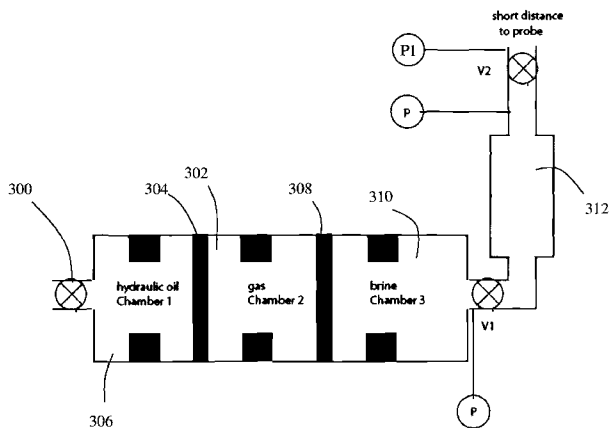 short distance
to probe
P1
V2
P
302
304
308
310
300
312
hydraulic oil
Chamber 1
gas
Chamber 2
brine
Chamber 3
V1
306
P